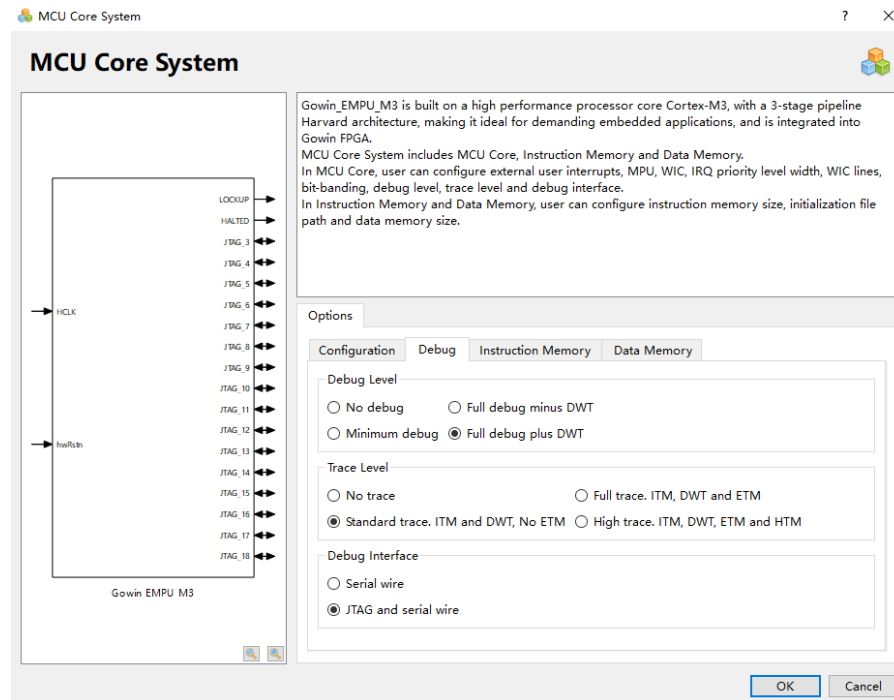 MCU Core System
?
MCU Core System
Gowin_EMPU_M3 is built on a high performance processor core Cortex-M3, with a 3-stage pipeline
Harvard architecture, making it ideal for demanding embedded applications, and is integrated into
Gowin FPGA.
MCU Core System includes MCU Core, Instruction Memory and Data Memory.
In MCU Core, user can configure external user interrupts, MPU, WIC, IRQ priority level width, WIC lines,
bit-banding, debug level, trace level and debug interface.
In Instruction Memory and Data Memory, user can configure instruction memory size, initialization file
path and data memory size.
LOCKUP
HALTED
JTAG_3
JTAG_4
JTAG_5
JTAG_6
HCLK
JTAG_7
JTAG_8
JTAG_9
JTAG_10
JTAG_11
JTAG_12
hwRstn
JTAG_13
JTAG_14
JTAG_15
JTAG_16
JTAG_17
JTAG_18
Gowin EMPU M3
Options
Configuration Debug Instruction Memory Data Memory
Debug Level
No debug Full debug minus DWT
Minimum debug Full debug plus DWT
Trace Level
No trace Full trace. ITM, DWT and ETM
Standard trace. ITM and DWT, No ETM High trace. ITM, DWT, ETM and HTM
Debug Interface
Serial wire
JTAG and serial wire
OK Cancel